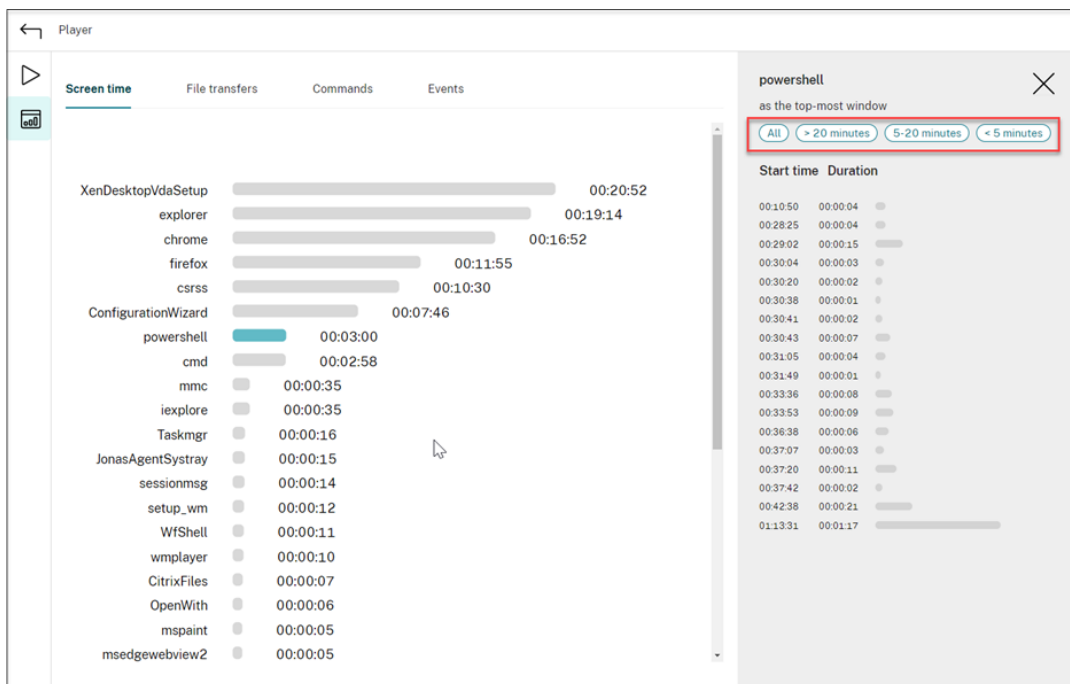 Player
Screen time File transfers Commands Events
XenDesktopVdaSetup 00:20:52
explorer 00:19:14
chrome 00:16:52
firefox 00:11:55
csrss 00:10:30
ConfigurationWizard 00:07:46
powershell 00:03:00
cmd 00:02:58
mmc 00:00:35
iexplore 00:00:35
Taskmgr 00:00:16
JonasAgentSystray 00:00:15
sessionmsg 00:00:14
setup_wm 00:00:12
WfShell 00:00:11
wmplayer 00:00:10
CitrixFiles 00:00:07
OpenWith 00:00:06
mspaint 00:00:05
msedgewebview2 00:00:05
powershell
as the top-most window
All > 20 minutes 5-20 minutes < 5 minutes
Start time Duration
00:10:50 00:00:04
00:28:25 00:00:04
00:29:02 00:00:15
00:30:04 00:00:03
00:30:20 00:00:02
00:30:38 00:00:01
00:30:41 00:00:02
00:30:43 00:00:07
00:31:05 00:00:04
00:31:49 00:00:01
00:33:36 00:00:08
00:33:53 00:00:09
00:36:38 00:00:06
00:37:07 00:00:03
00:37:20 00:00:11
00:37:42 00:00:02
00:42:38 00:00:21
01:13:31 00:01:17